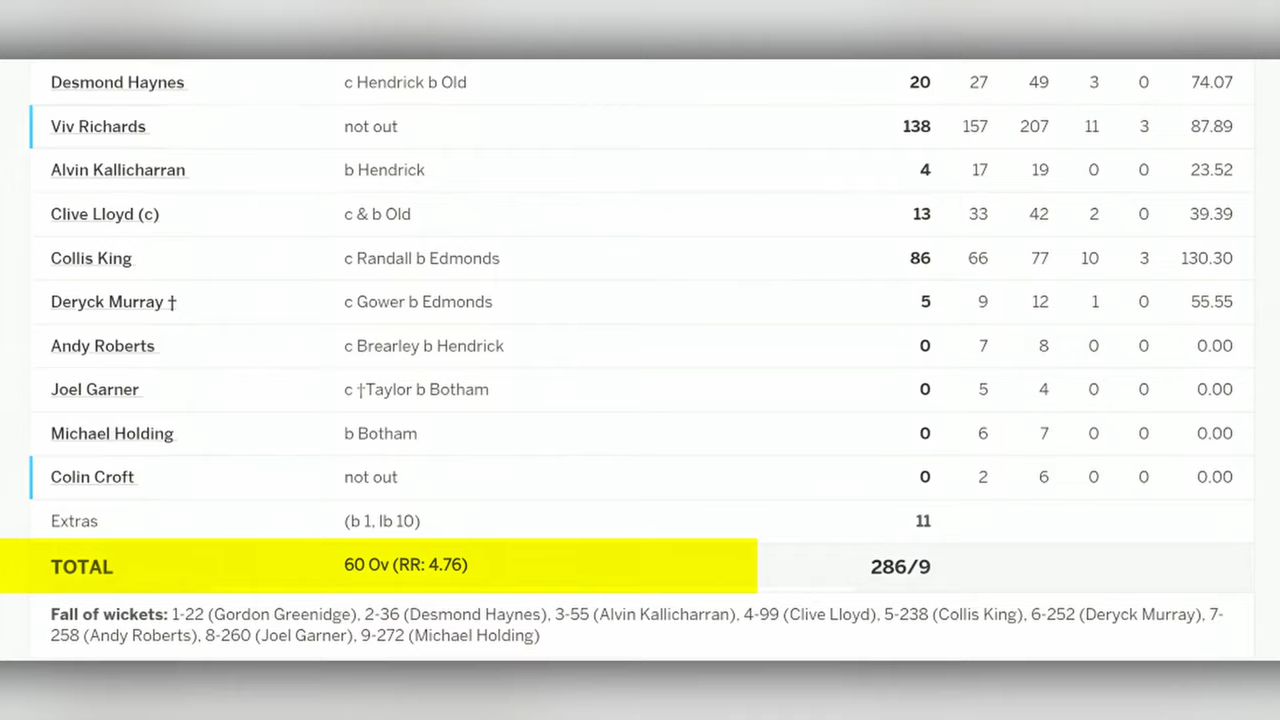 Desmond Haynes c Hendrick b Old 20 27 49 3 0 74.07
Viv Richards not out 138 157 207 11 3 87.89
Alvin Kallicharran b Hendrick 4 17 19 0 0 23.52
Clive Lloyd (c) c & b Old 13 33 42 2 0 39.39
Collis King c Randall b Edmonds 86 66 77 10 3 130.30
Deryck Murray † c Gower b Edmonds 5 9 12 1 0 55.55
Andy Roberts c Brearley b Hendrick 0 7 8 0 0 0.00
Joel Garner c †Taylor b Botham 0 5 4 0 0 0.00
Michael Holding b Botham 0 6 7 0 0 0.00
Colin Croft not out 0 2 6 0 0 0.00
Extras (b 1, lb 10) 11
TOTAL 60 Ov (RR: 4.76) 286/9
Fall of wickets: 1-22 (Gordon Greenidge), 2-36 (Desmond Haynes), 3-55 (Alvin Kallicharran), 4-99 (Clive Lloyd), 5-238 (Collis King), 6-252 (Deryck Murray), 7-
258 (Andy Roberts), 8-260 (Joel Garner), 9-272 (Michael Holding)